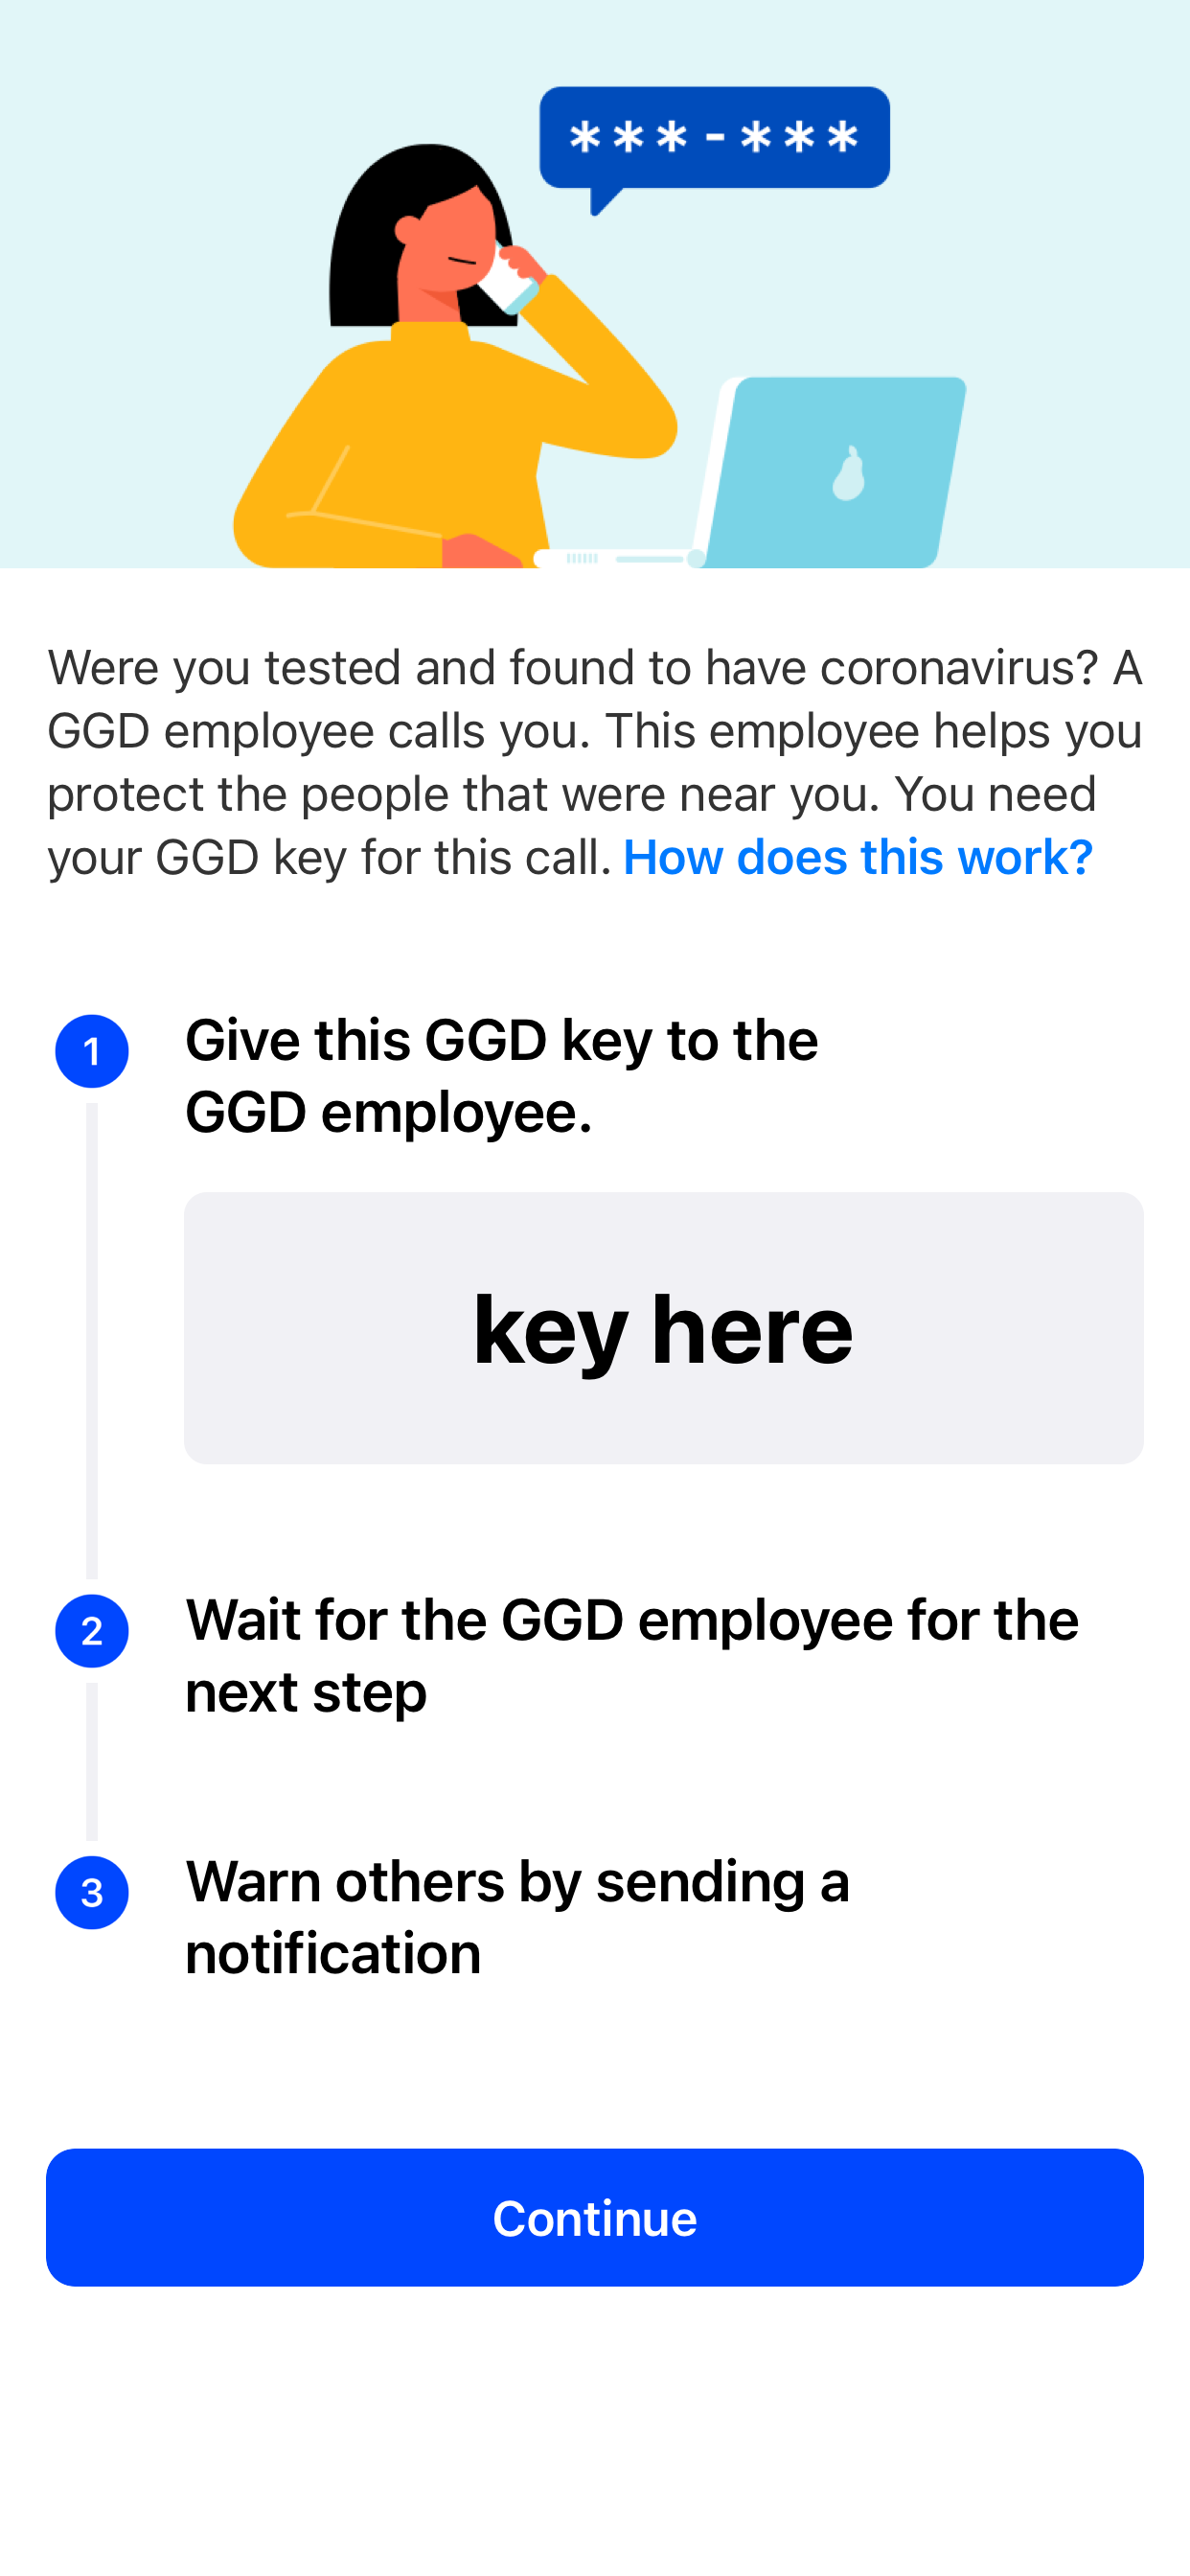 ***-***
Were you tested and found to have coronavirus? A
GGD employee calls you. This employee helps you
protect the people that were near you. You need
your GGD key for this call. How does this work?
1
Give this GGD key to the
GGD employee.
key here
2
Wait for the GGD employee for the
next step
3
Warn others by sending a
notification
Continue